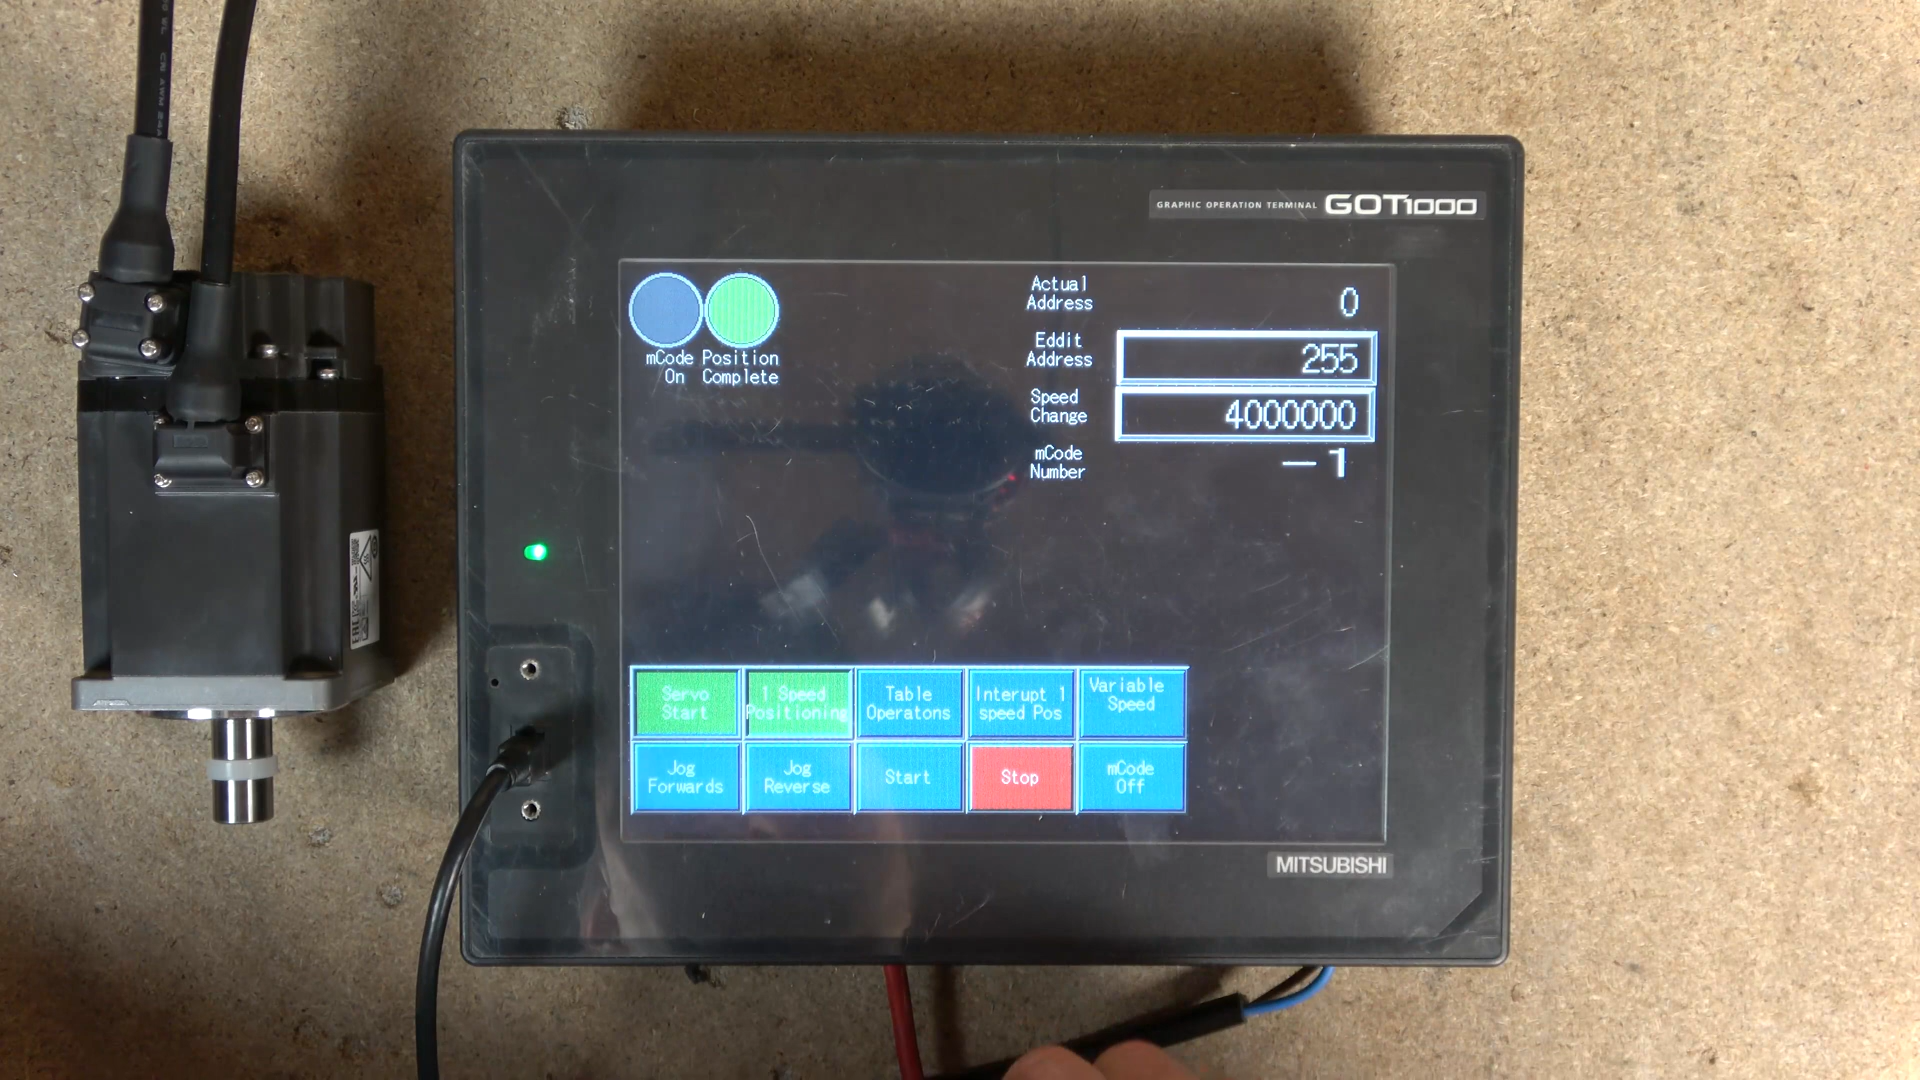 GRAPHIC OPERATION TERMINAL GOT1000
mCode
On
Position
Complete
Actual
Address
0
Eddit
Address
255
Speed
Change
4000000
mCode
Number
-1
Servo
Start
1 Speed
Positioning
Table
Operatons
Interupt 1
speed Pos
Variable
Speed
Jog
Forwards
Jog
Reverse
Start
Stop
mCode
Off
MITSUBISHI